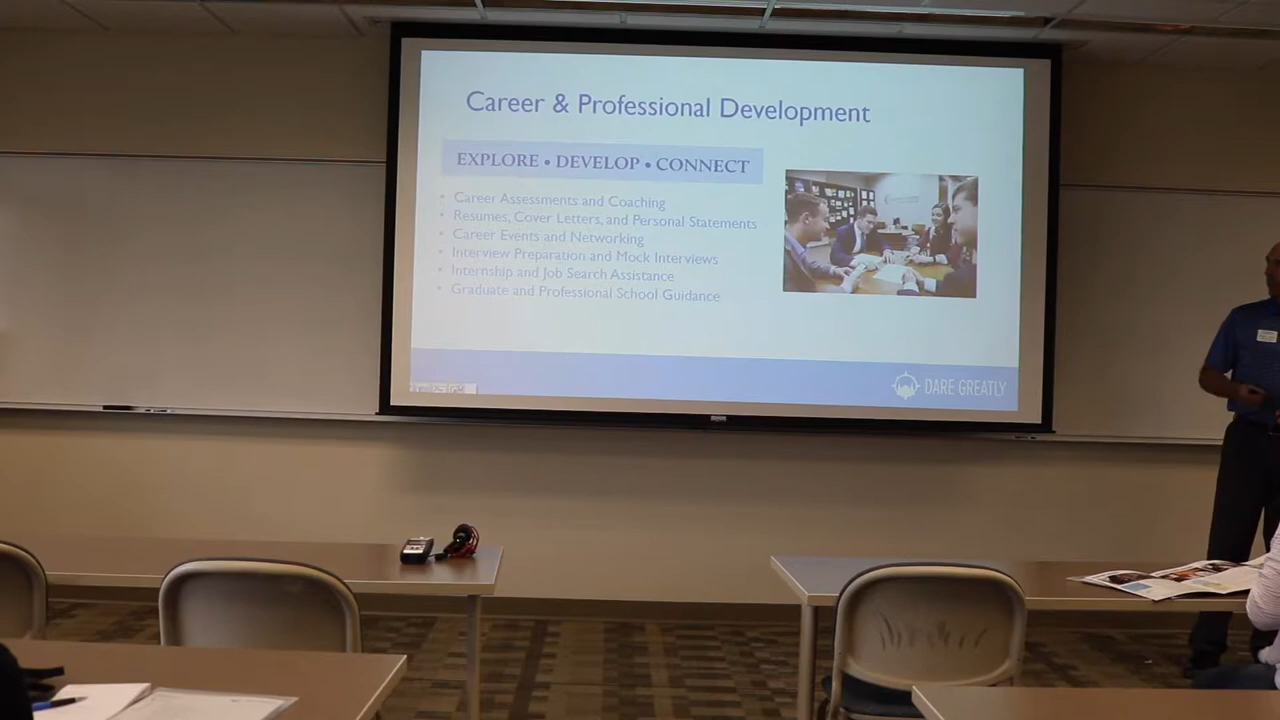 Career & Professional Development
EXPLORE • DEVELOP • CONNECT
• Career Assessments and Coaching
• Resumes, Cover Letters, and Personal Statements
• Career Events and Networking
• Interview Preparation and Mock Interviews
• Internship and Job Search Assistance
• Graduate and Professional School Guidance
DARE GREATLY